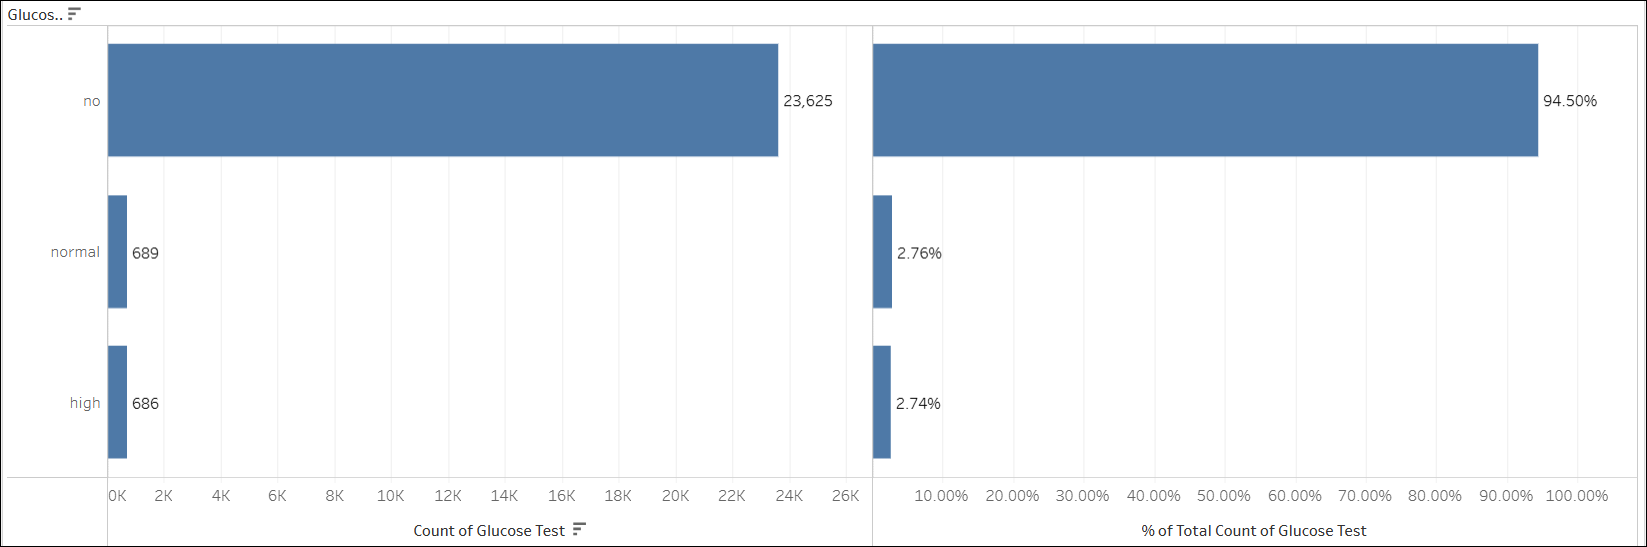 Glucos..
no 23,625 94.50%
normal 689 2.76%
high 686 2.74%
0K 2K 4K 6K 8K 10K 12K 14K 16K 18K 20K 22K 24K 26K 10.00% 20.00% 30.00% 40.00% 50.00% 60.00% 70.00% 80.00% 90.00% 100.00%
Count of Glucose Test % of Total Count of Glucose Test